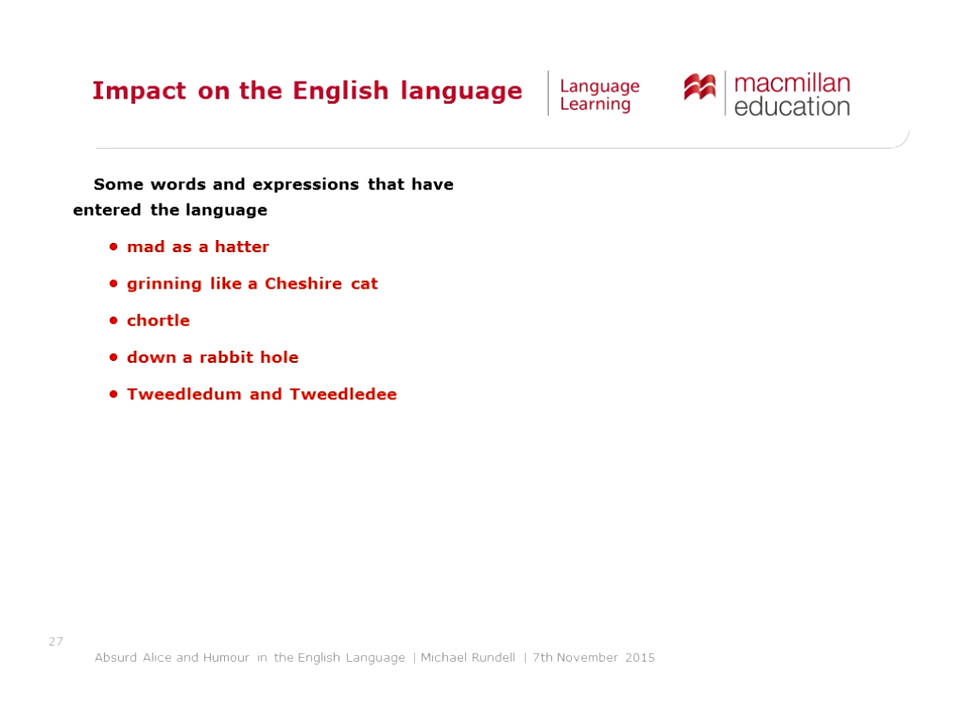 Impact on the English language
Language
Learning
macmillan
education
Some words and expressions that have
entered the language
• mad as a hatter
• grinning like a Cheshire cat
• chortle
• down a rabbit hole
• Tweedledum and Tweedledee
27
Absurd Alice and Humour in the English Language | Michael Rundell | 7th November 2015